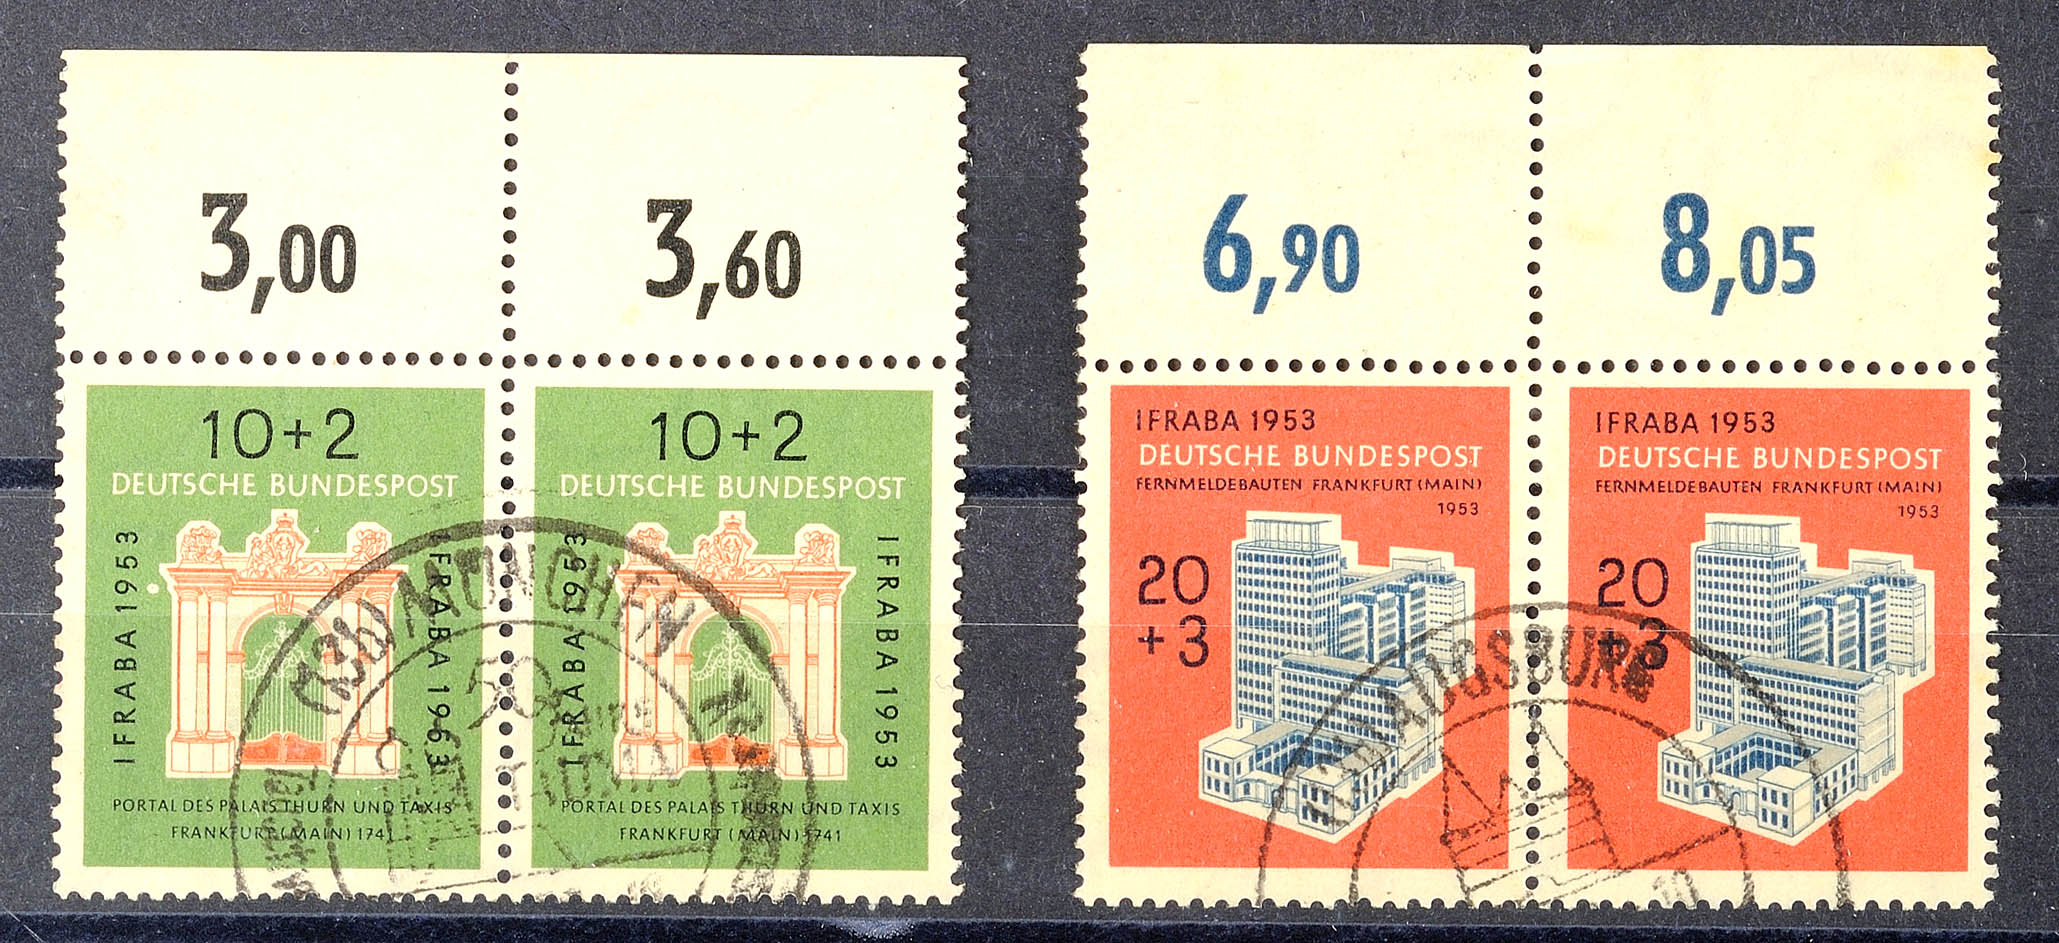 3,00
3,60
10+2
DEUTSCHE BUNDESPOST
IFRABA 1953
IFRABA 1953
PORTAL DES PALAIS THURN UND TAXIS
FRANKFURT (MAIN) 1741
10+2
DEUTSCHE BUNDESPOST
IFRABA 1953
IFRABA 1953
PORTAL DES PALAIS THURN UND TAXIS
FRANKFURT (MAIN) 1741
(13b) MÜNCHEN
6,90
8,05
IFRABA 1953
DEUTSCHE BUNDESPOST
FERNMELDEBAUTEN FRANKFURT (MAIN)
1953
20
+3
IFRABA 1953
DEUTSCHE BUNDESPOST
FERNMELDEBAUTEN FRANKFURT (MAIN)
1953
20
+3
AUGSBURG